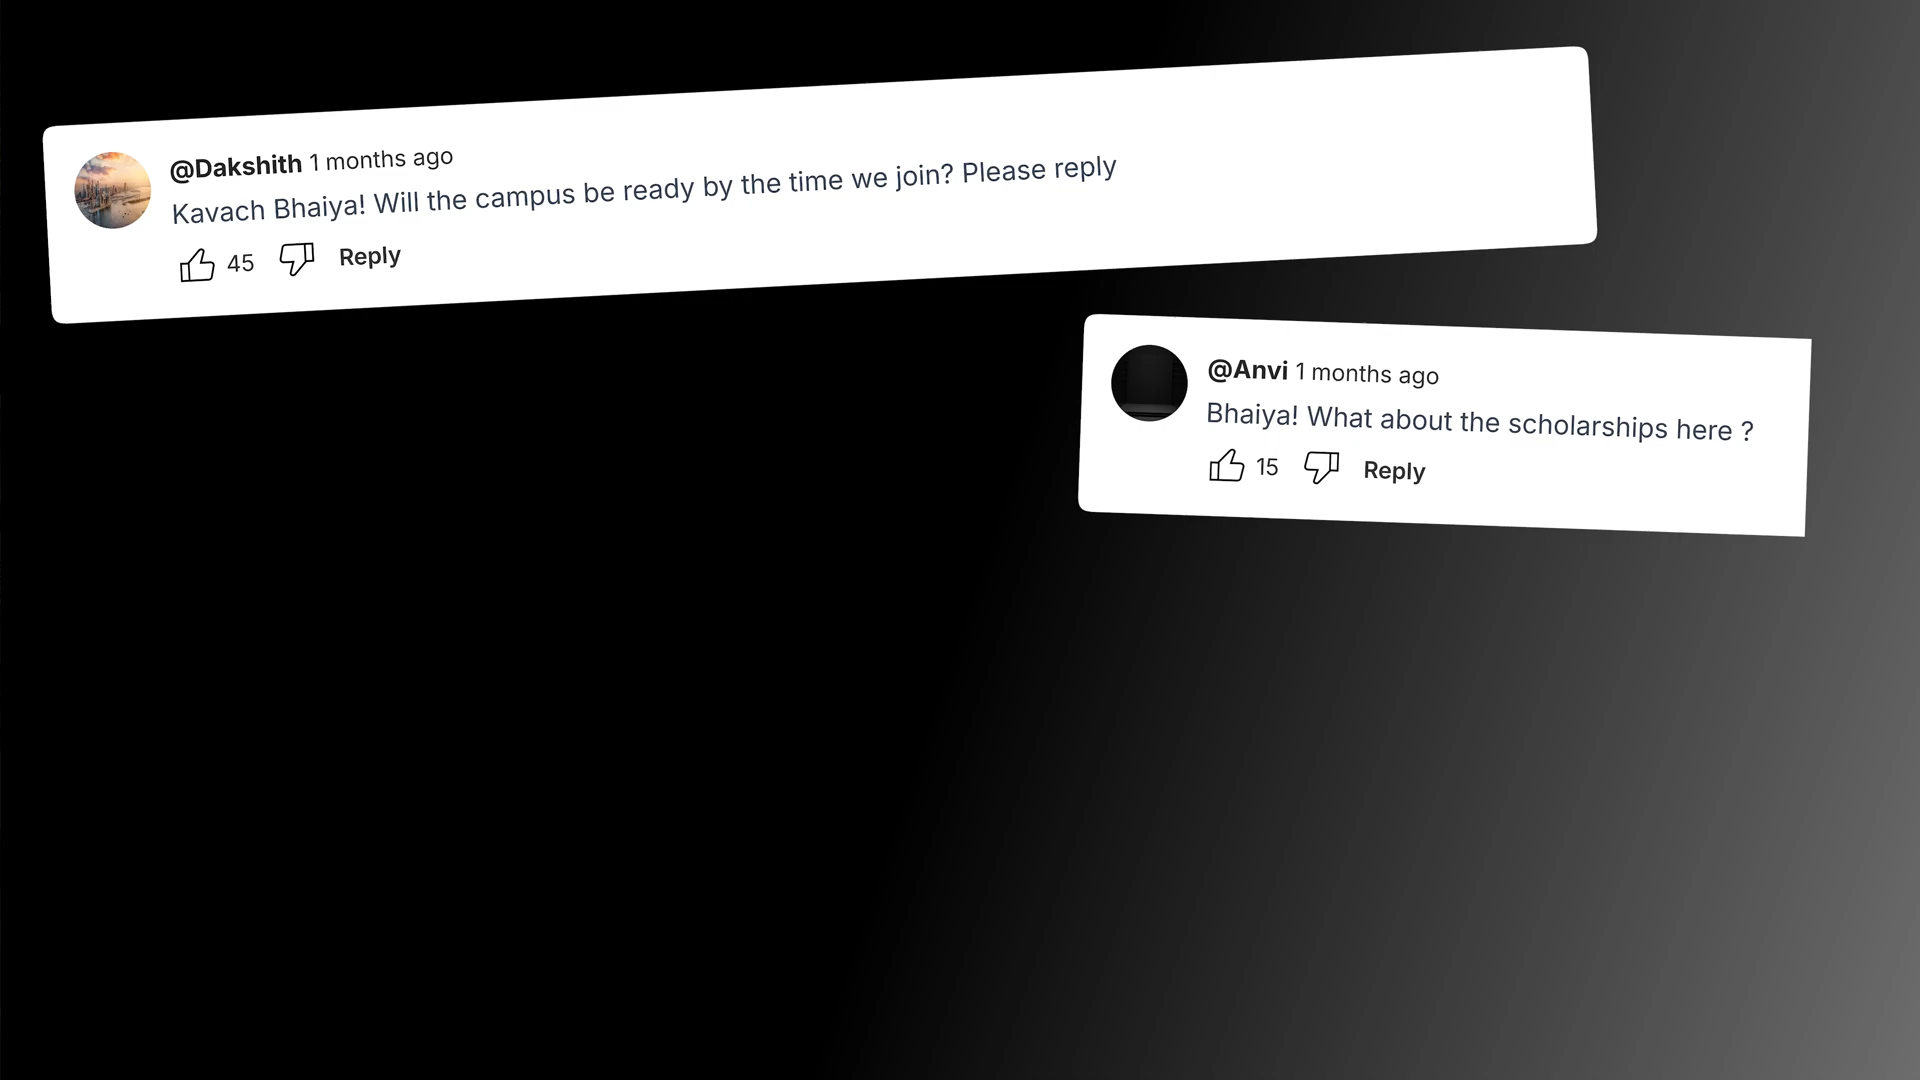 @Dakshith 1 months ago
Kavach Bhaiya! Will the campus be ready by the time we join? Please reply
45 Reply
@Anvi 1 months ago
Bhaiya! What about the scholarships here ?
15 Reply